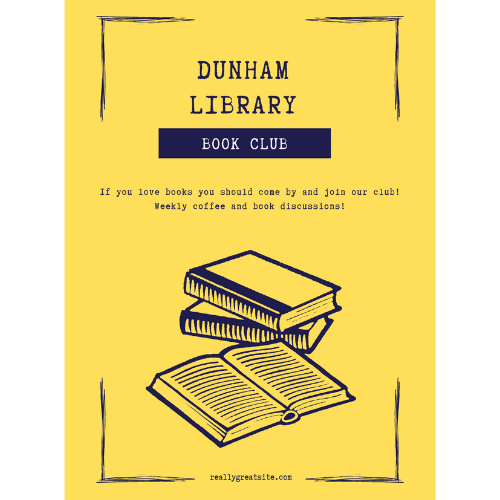 DUNHAM
LIBRARY
BOOK CLUB
If you love books you should come by and join our club!
Weekly coffee and book discussions!
reallygreatsite.com